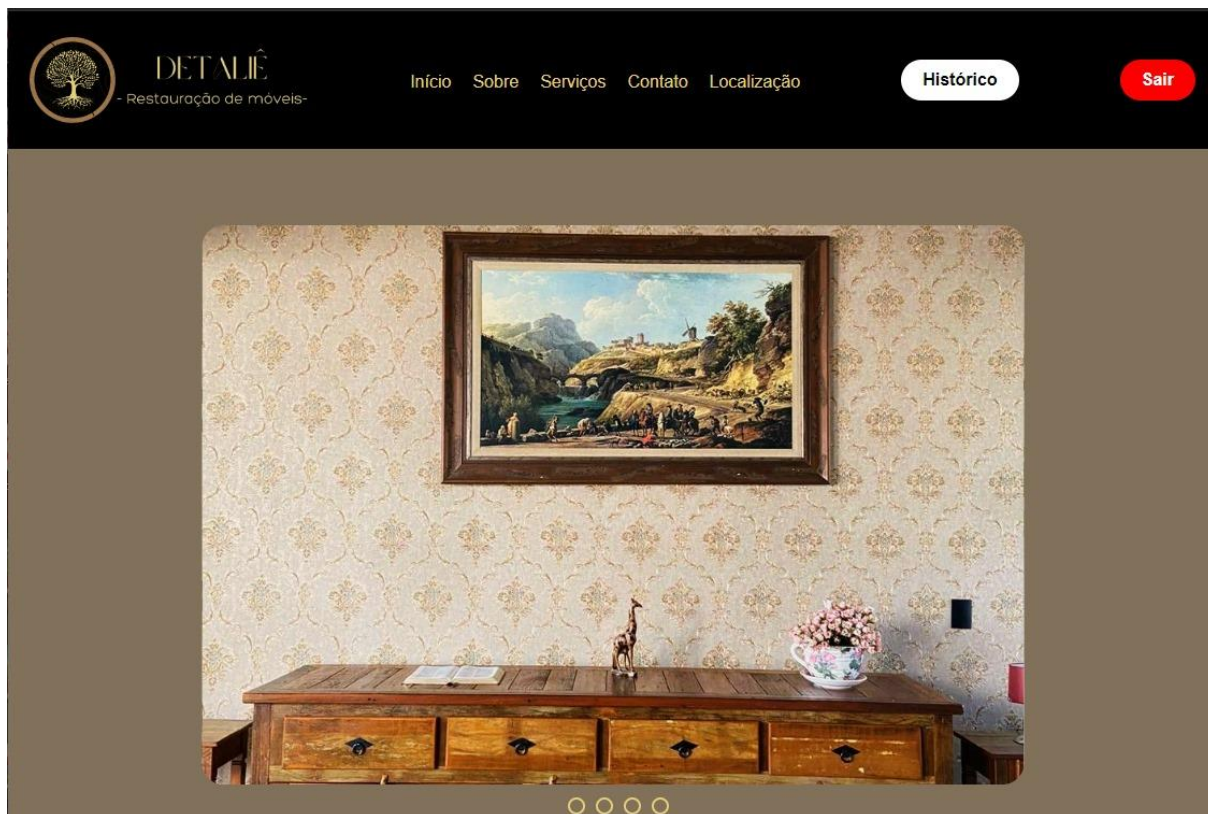 DETALIÊ
- Restauração de móveis-
Início Sobre Serviços Contato Localização
Histórico
Sair